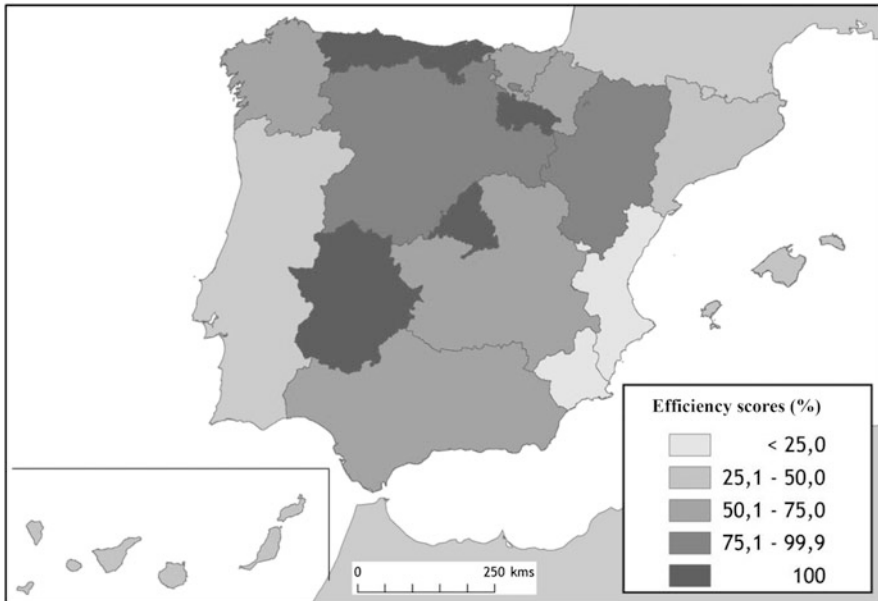 Efficiency scores (%)
< 25,0
25,1 - 50,0
50,1 - 75,0
75,1 - 99,9
100
0 250 kms